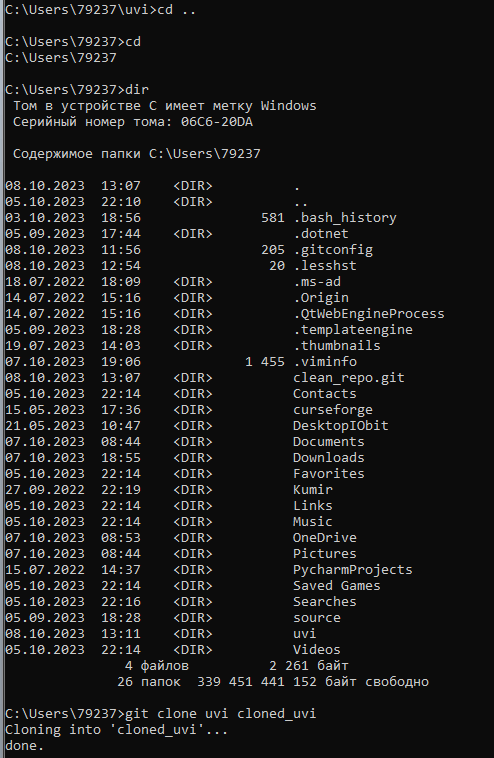 C:\Users\79237\uvi>cd ..
C:\Users\79237>cd
C:\Users\79237
C:\Users\79237>dir
Том в устройстве C имеет метку Windows
Серийный номер тома: 06C6-20DA
Содержимое папки C:\Users\79237
08.10.2023  13:07    <DIR>          .
05.10.2023  22:10    <DIR>          ..
03.10.2023  18:56               581 .bash_history
05.09.2023  17:44    <DIR>          .dotnet
08.10.2023  11:56               205 .gitconfig
08.10.2023  12:54                20 .lesshst
18.07.2022  18:09    <DIR>          .ms-ad
14.07.2022  15:16    <DIR>          .Origin
14.07.2022  15:16    <DIR>          .QtWebEngineProcess
05.09.2023  18:28    <DIR>          .templateengine
19.07.2023  14:03    <DIR>          .thumbnails
07.10.2023  19:06             1 455 .viminfo
08.10.2023  13:07    <DIR>          clean_repo.git
05.10.2023  22:14    <DIR>          Contacts
15.05.2023  17:36    <DIR>          curseforge
21.05.2023  10:47    <DIR>          DesktopIObit
07.10.2023  08:44    <DIR>          Documents
07.10.2023  18:55    <DIR>          Downloads
05.10.2023  22:14    <DIR>          Favorites
27.09.2022  22:19    <DIR>          Kumir
05.10.2023  22:14    <DIR>          Links
05.10.2023  22:14    <DIR>          Music
07.10.2023  08:53    <DIR>          OneDrive
07.10.2023  08:44    <DIR>          Pictures
15.07.2022  14:37    <DIR>          PycharmProjects
05.10.2023  22:14    <DIR>          Saved Games
05.10.2023  22:16    <DIR>          Searches
05.09.2023  18:28    <DIR>          source
08.10.2023  13:11    <DIR>          uvi
05.10.2023  22:14    <DIR>          Videos
4 файлов          2 261 байт
26 папок  339 451 441 152 байт свободно
C:\Users\79237>git clone uvi cloned_uvi
Cloning into 'cloned_uvi'...
done.